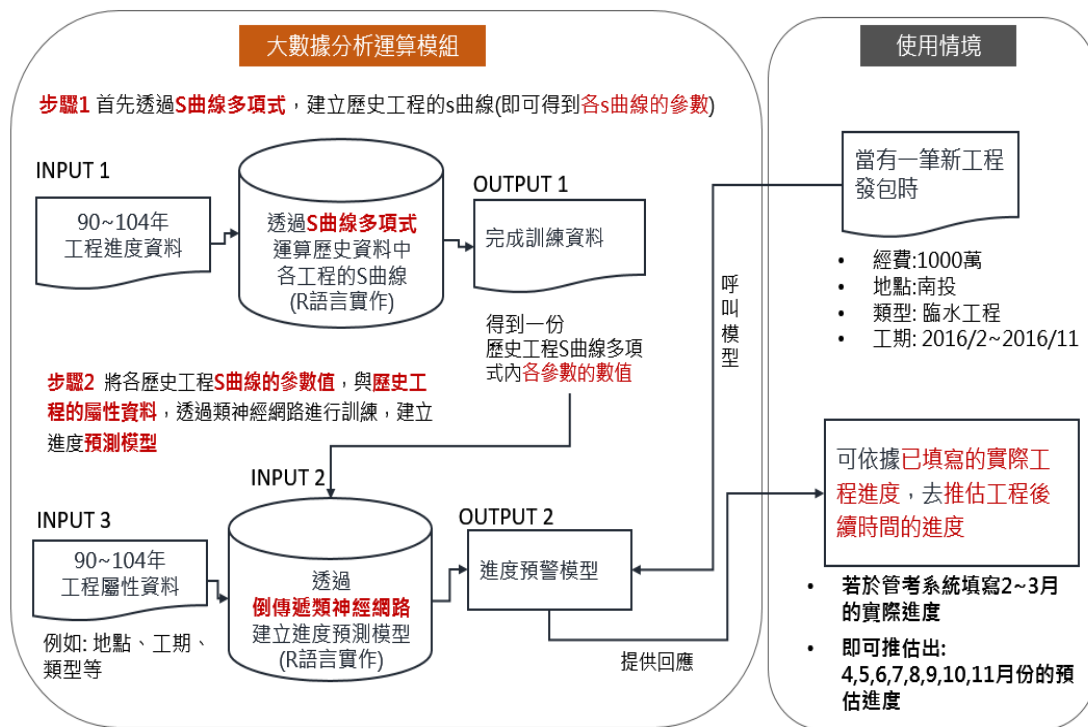 大數據分析運算模組
步驟1 首先透過S曲線多項式，建立歷史工程的s曲線(即可得到各s曲線的參數)
INPUT 1
90~104年
工程進度資料
透過S曲線多項式
運算歷史資料中
各工程的S曲線
(R語言實作)
OUTPUT 1
完成訓練資料
得到一份
歷史工程S曲線多項
式內各參數的數值
步驟2 將各歷史工程S曲線的參數值，與歷史工
程的屬性資料，透過類神經網路進行訓練，建立
進度預測模型
INPUT 2
INPUT 3
90~104年
工程屬性資料
例如: 地點、工期、
類型等
透過
倒傳遞類神經網路
建立進度預測模型
(R語言實作)
OUTPUT 2
進度預警模型
呼叫模型
提供回應
使用情境
當有一筆新工程
發包時
• 經費:1000萬
• 地點:南投
• 類型: 臨水工程
• 工期: 2016/2~2016/11
可依據已填寫的實際工
程進度，去推估工程後
續時間的進度
• 若於管考系統填寫2~3月
的實際進度
• 即可推估出:
4,5,6,7,8,9,10,11月份的預
估進度